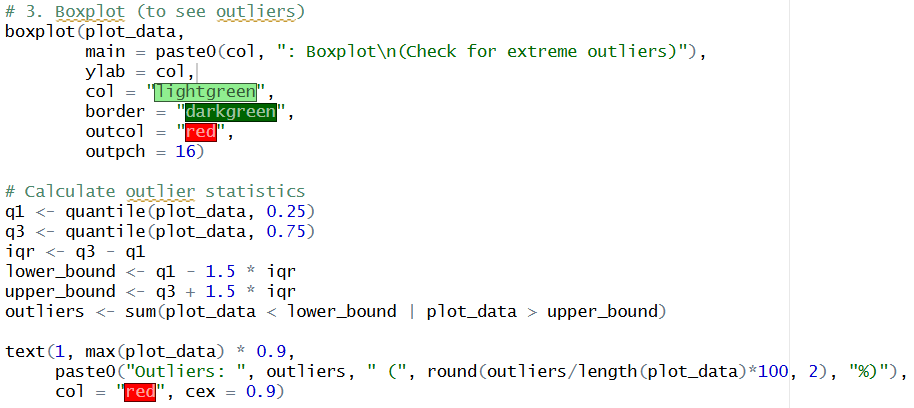 # 3. Boxplot (to see outliers)
boxplot(plot_data,
        main = paste0(col, ": Boxplot\n(Check for extreme outliers)"),
        ylab = col,
        col = "lightgreen",
        border = "darkgreen",
        outcol = "red",
        outpch = 16)

# Calculate outlier statistics
q1 <- quantile(plot_data, 0.25)
q3 <- quantile(plot_data, 0.75)
iqr <- q3 - q1
lower_bound <- q1 - 1.5 * iqr
upper_bound <- q3 + 1.5 * iqr
outliers <- sum(plot_data < lower_bound | plot_data > upper_bound)

text(1, max(plot_data) * 0.9,
     paste0("Outliers: ", outliers, " (", round(outliers/length(plot_data)*100, 2), "%)"),
     col = "red", cex = 0.9)